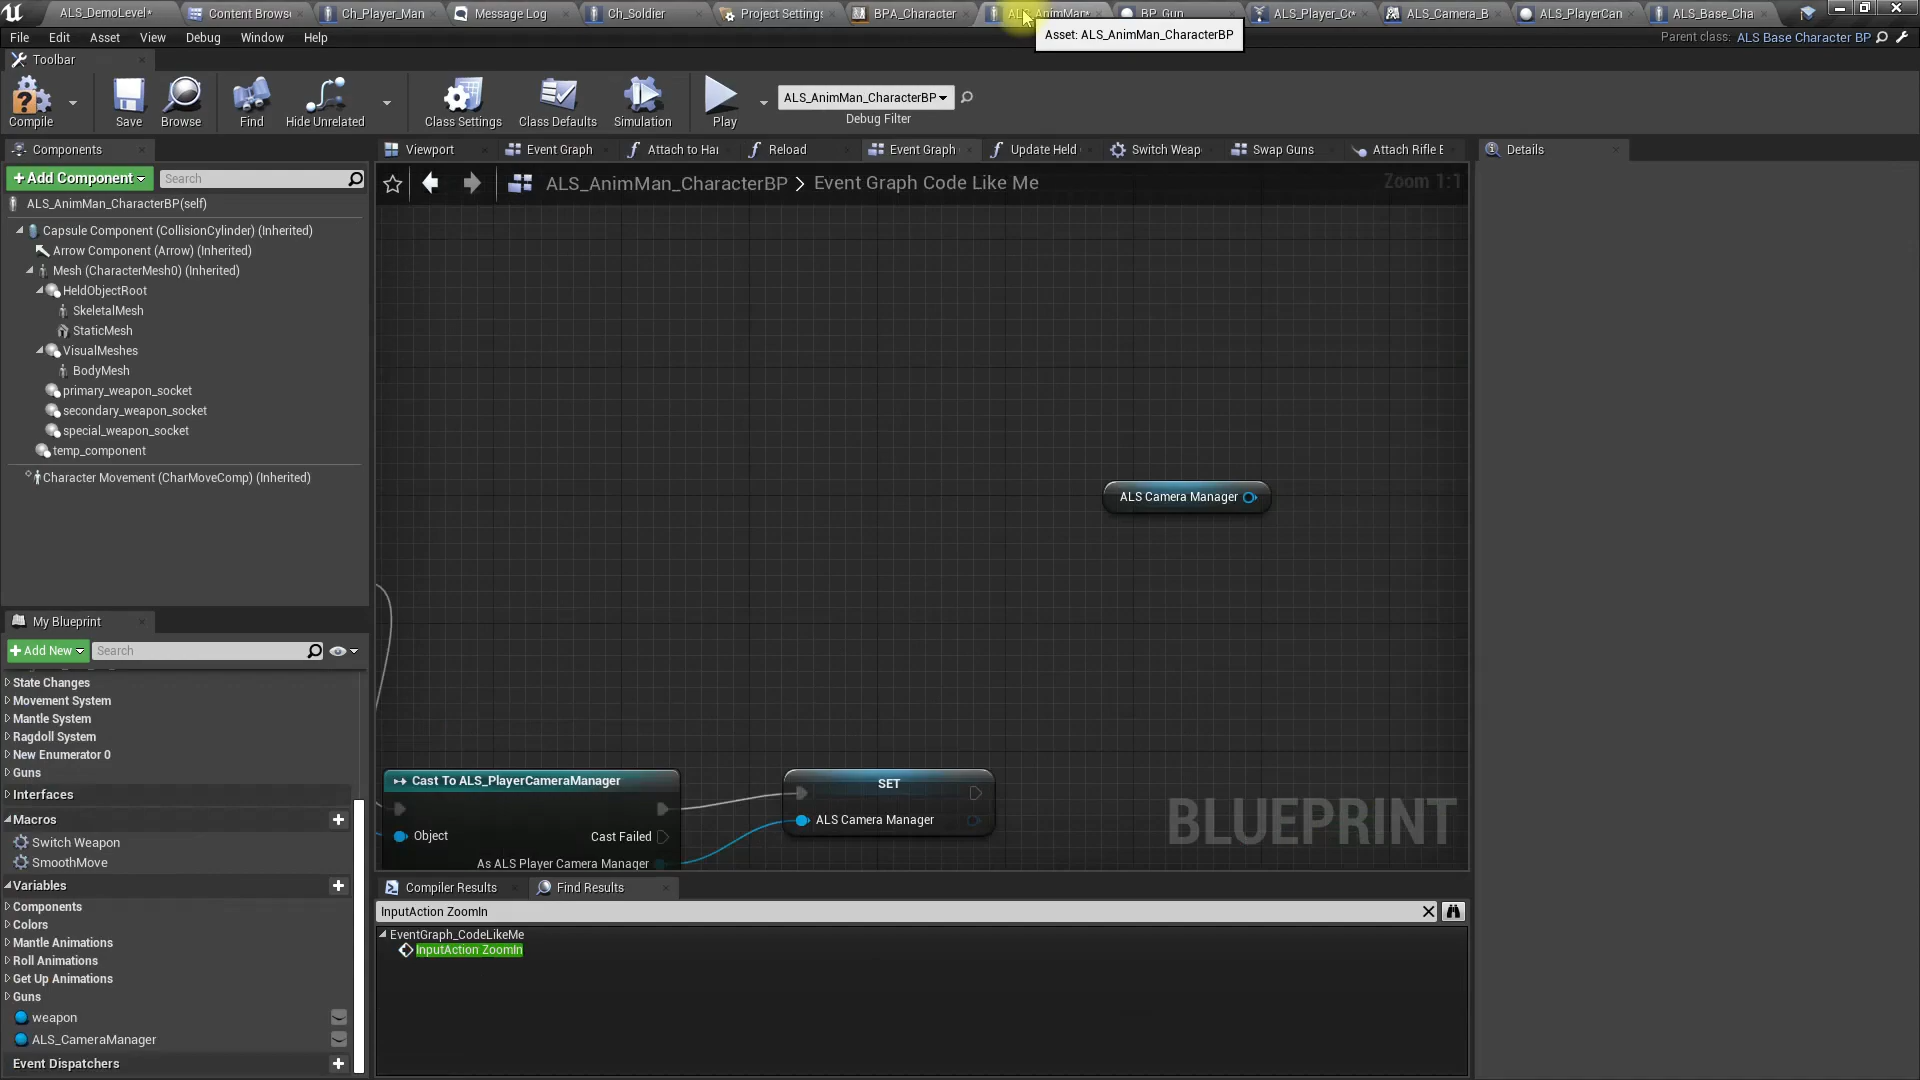 ALS_DemoLevel*
Content Brows
Ch_Player_Man
Message Log
Ch_Soldier
Project Settings
BPA_Character
ALS_AnimMan*
BP_Gun
ALS_Player_Co*
ALS_Camera_B
ALS_PlayerCan
ALS_Base_Cha
File Edit Asset View Window Debug Window Help
Asset: ALS_AnimMan_CharacterBP
Parent class: ALS Base Character BP
Toolbar
Compile
Save
Browse
Find
Hide Unrelated
Class Settings
Class Defaults
Simulation
Play
ALS_AnimMan_CharacterBP
Debug Filter
Components
Viewport
Event Graph
Attach to Har
Reload
Event Graph
Update Held
Switch Weap
Swap Guns
Attach Rifle E
Details
+ Add Component
Search
ALS_AnimMan_CharacterBP > Event Graph Code Like Me
Zoom 1:1
ALS_AnimMan_CharacterBP(self)
Capsule Component (CollisionCylinder) (Inherited)
Arrow Component (Arrow) (Inherited)
Mesh (CharacterMesh0) (Inherited)
HeldObjectRoot
SkeletalMesh
StaticMesh
VisualMeshes
BodyMesh
primary_weapon_socket
secondary_weapon_socket
special_weapon_socket
temp_component
Character Movement (CharMoveComp) (Inherited)
ALS Camera Manager
My Blueprint
+ Add New
Search
State Changes
Movement System
Mantle System
Ragdoll System
New Enumerator 0
Guns
Interfaces
Macros
Switch Weapon
SmoothMove
Variables
Components
Colors
Mantle Animations
Roll Animations
Get Up Animations
Guns
weapon
ALS_CameraManager
Event Dispatchers
Cast To ALS_PlayerCameraManager
Object
Cast Failed
As ALS Player Camera Manager
SET
ALS Camera Manager
BLUEPRINT
Compiler Results
Find Results
InputAction ZoomIn
EventGraph_CodeLikeMe
InputAction ZoomIn